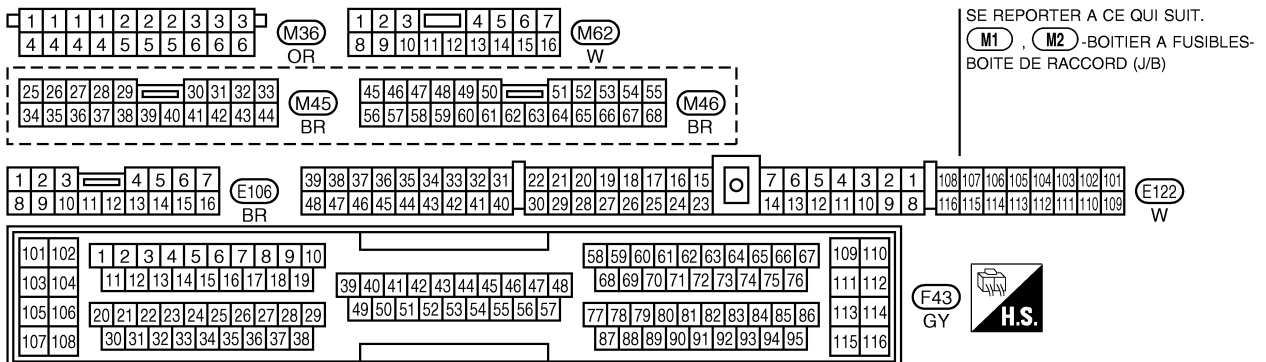 1 1 1 1 2 2 2 3 3 3
4 4 4 4 5 5 5 6 6 6
M36
OR
1 2 3 4 5 6 7
8 9 10 11 12 13 14 15 16
M62
W
SE REPORTER A CE QUI SUIT.
M1 , M2 -BOITIER A FUSIBLES-
BOITE DE RACCORD (J/B)
25 26 27 28 29 30 31 32 33
34 35 36 37 38 39 40 41 42 43 44
M45
BR
45 46 47 48 49 50 51 52 53 54 55
56 57 58 59 60 61 62 63 64 65 66 67 68
M46
BR
1 2 3 4 5 6 7
8 9 10 11 12 13 14 15 16
E106
BR
39 38 37 36 35 34 33 32 31 22 21 20 19 18 17 16 15 7 6 5 4 3 2 1 108 107 106 105 104 103 102 101
48 47 46 45 44 43 42 41 40 30 29 28 27 26 25 24 23 14 13 12 11 10 9 8 116 115 114 113 112 111 110 109
E122
W
101 102
103 104
105 106
107 108
1 2 3 4 5 6 7 8 9 10
11 12 13 14 15 16 17 18 19
20 21 22 23 24 25 26 27 28 29
30 31 32 33 34 35 36 37 38
39 40 41 42 43 44 45 46 47 48
49 50 51 52 53 54 55 56 57
58 59 60 61 62 63 64 65 66 67
68 69 70 71 72 73 74 75 76
77 78 79 80 81 82 83 84 85 86
87 88 89 90 91 92 93 94 95
109 110
111 112
113 114
115 116
F43
GY
H.S.